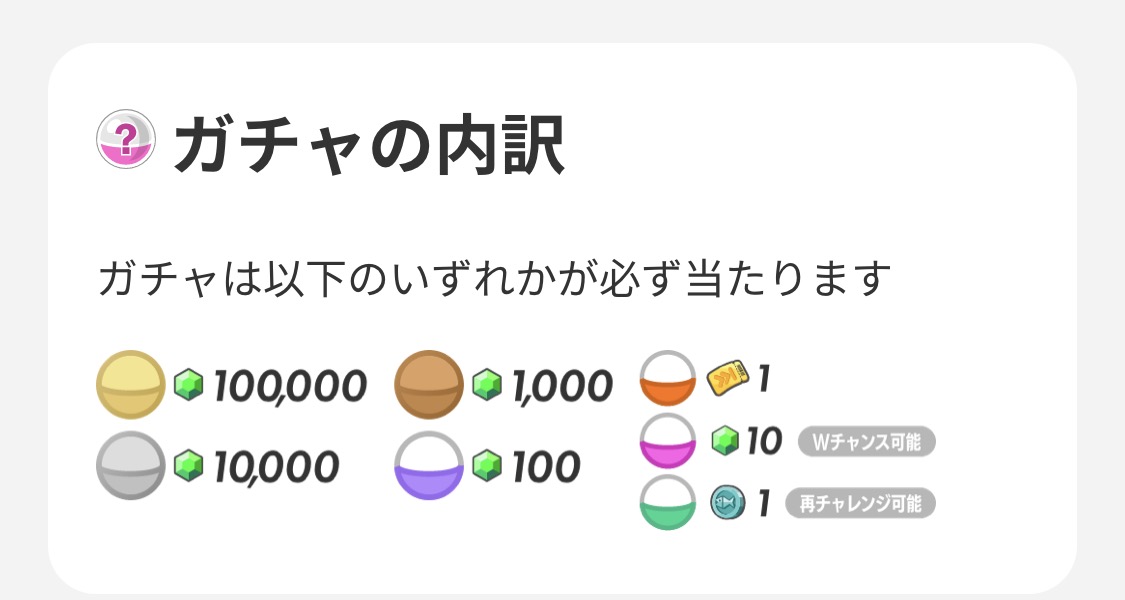 ?ガチャの内訳
ガチャは以下のいずれかが必ず当たります
100,000
10,000
1,000
100
1
10 Wチャンス可能
1 再チャレンジ可能